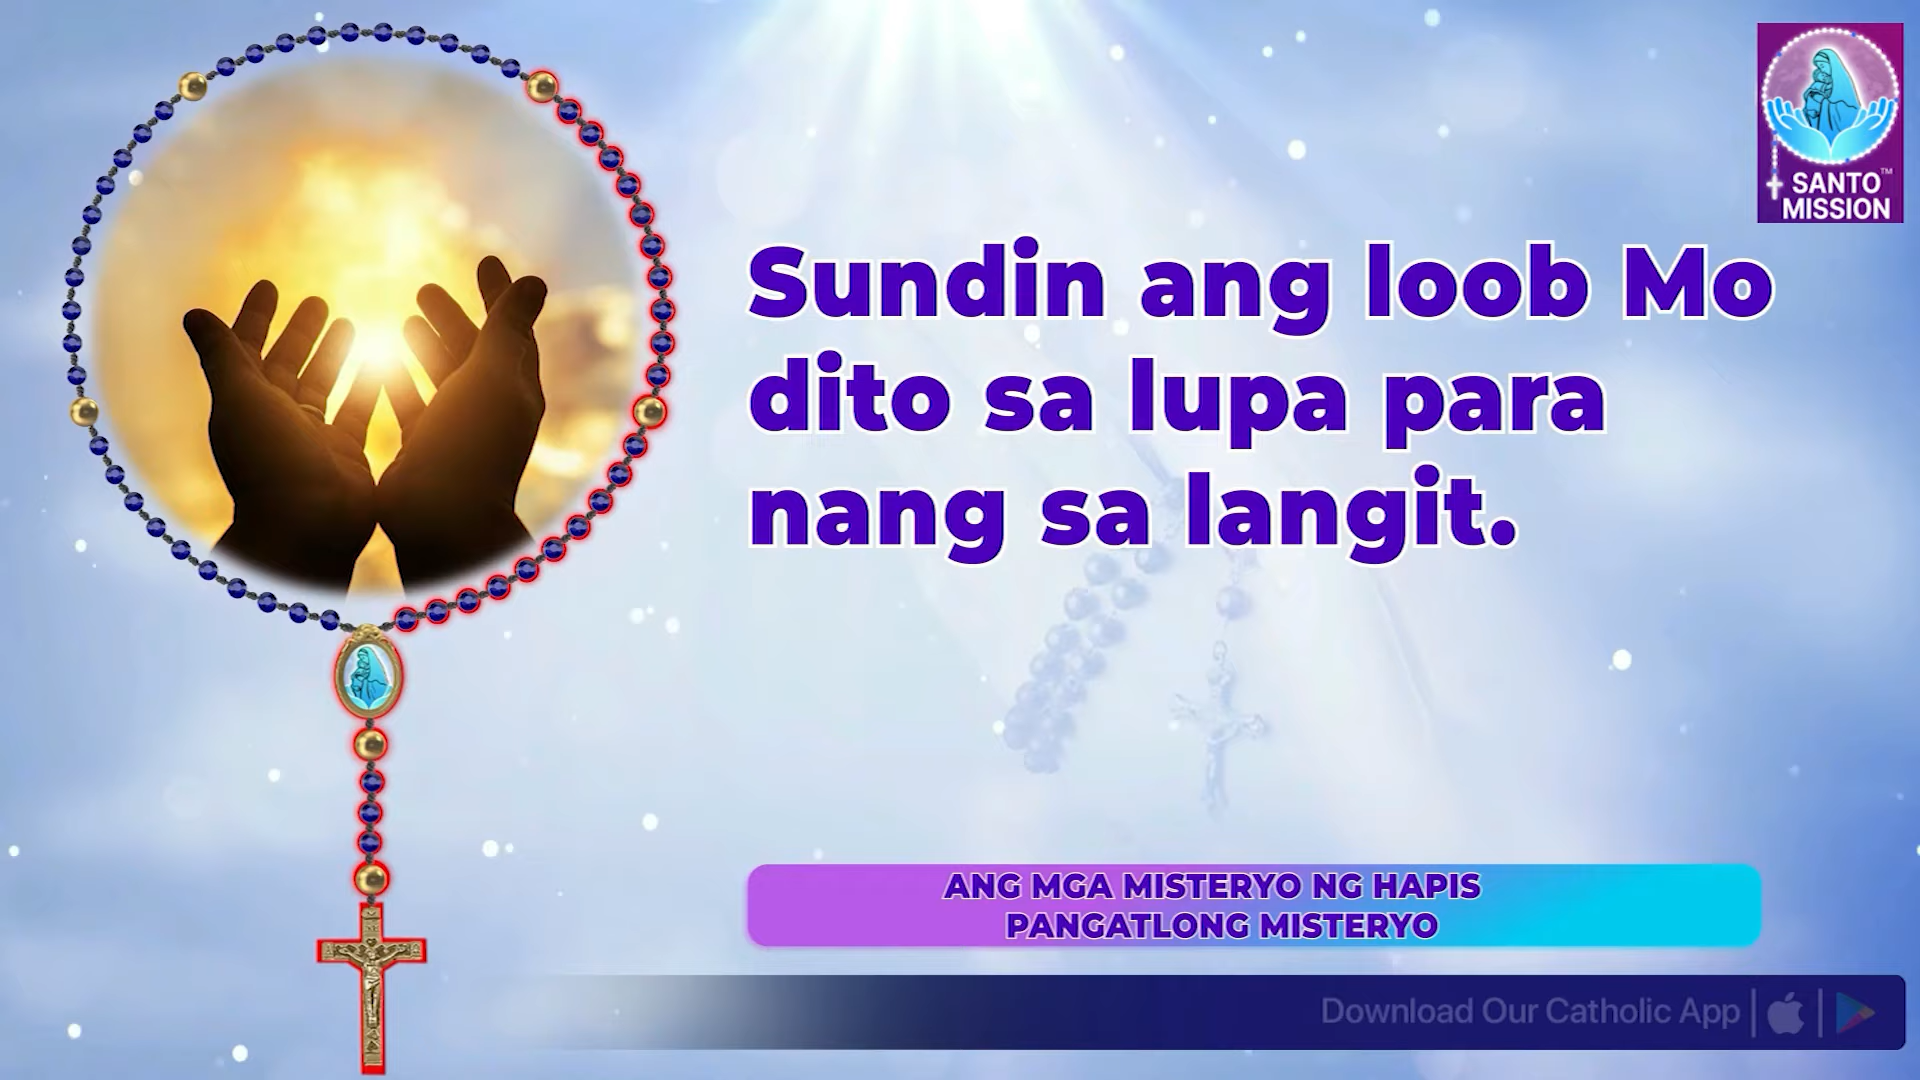 SANTO™
MISSION
Sundin ang loob Mo
dito sa lupa para
nang sa langit.
ANG MGA MISTERYO NG HAPIS
PANGATLONG MISTERYO
Download Our Catholic App